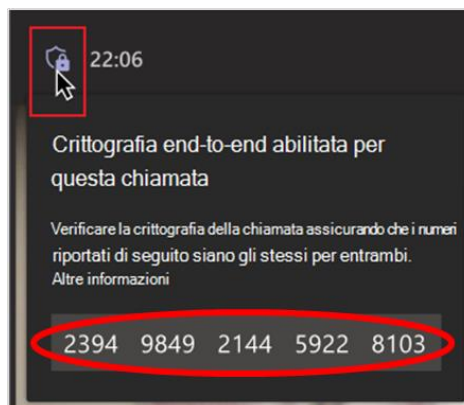 22:06
Crittografia end-to-end abilitata per
questa chiamata
Verificare la crittografia della chiamata assicurando che i numeri
riportati di seguito siano gli stessi per entrambi.
Altre informazioni
2394 9849 2144 5922 8103